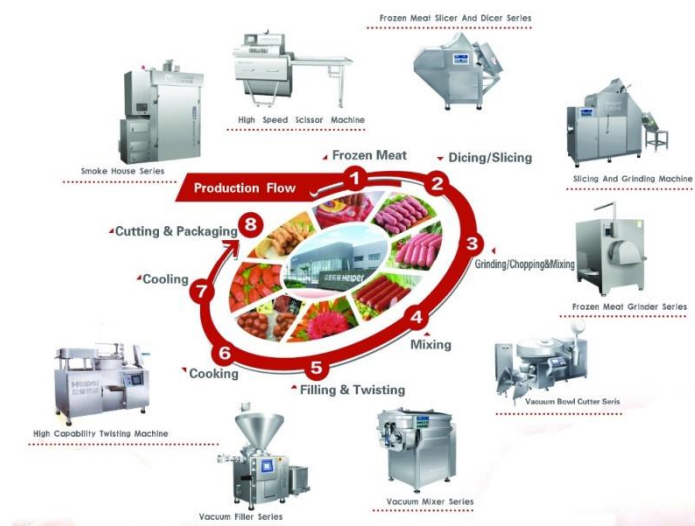 Frozen Meat Slicer And Dicer Series
High Speed Scissor Machine
Smoke House Series
Slicing And Grinding Machine
Production Flow
1
Frozen Meat
2
Dicing/Slicing
3
Grinding/Chopping&Mixing
4
Mixing
5
Filling & Twisting
6
Cooking
7
Cooling
8
Cutting & Packaging
Helper
Frozen Meat Grinder Series
Vacuum Bowl Cutter Seris
High Capability Twisting Machine
Vacuum Filler Series
Vacuum Mixer Series